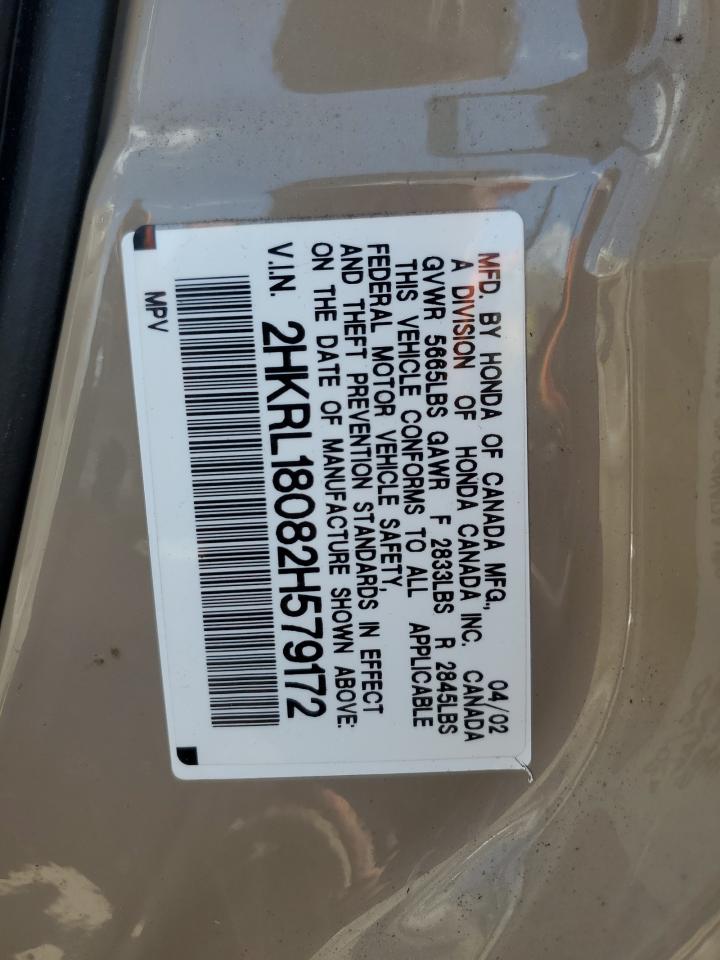 MFD. BY HONDA OF CANADA MFG., 04/02
A DIVISION OF HONDA CANADA INC. CANADA
GVWR 5665LBS GAWR F 2833LBS R 2845LBS
THIS VEHICLE CONFORMS TO ALL APPLICABLE
FEDERAL MOTOR VEHICLE SAFETY,
AND THEFT PREVENTION STANDARDS IN EFFECT
ON THE DATE OF MANUFACTURE SHOWN ABOVE:
V.I.N. 2HKRL18082H579172
MPV